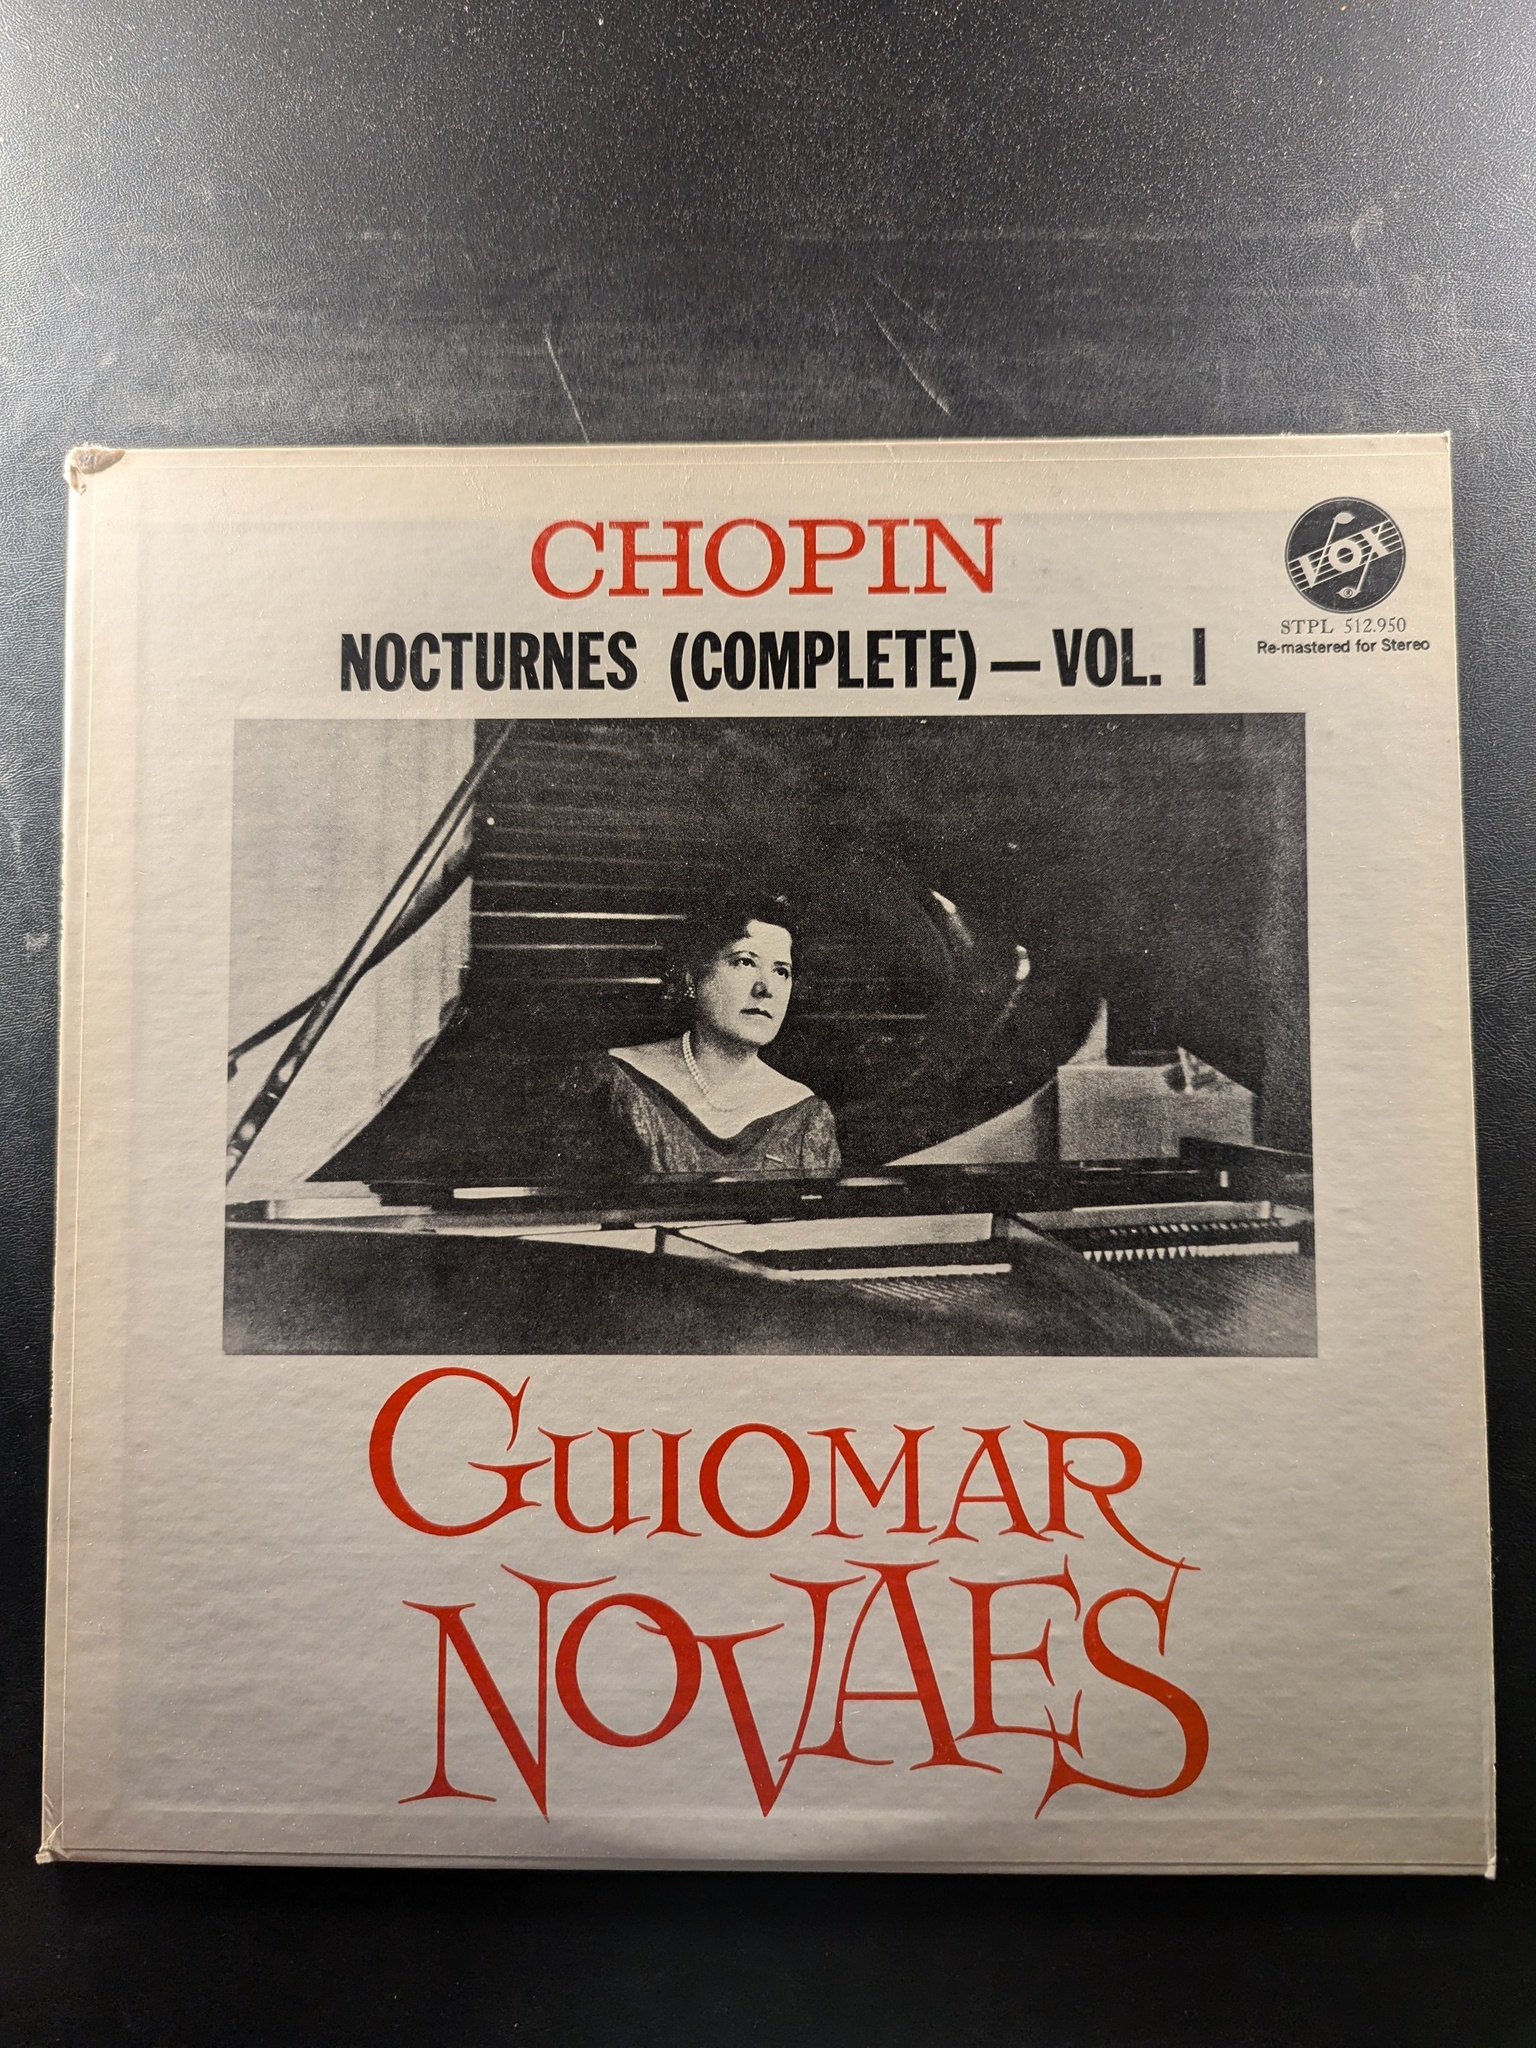 CHOPIN
VOX
®
STPL 512.950
Re-mastered for Stereo
NOCTURNES (COMPLETE) — VOL. I
GUIOMAR
NOVAES